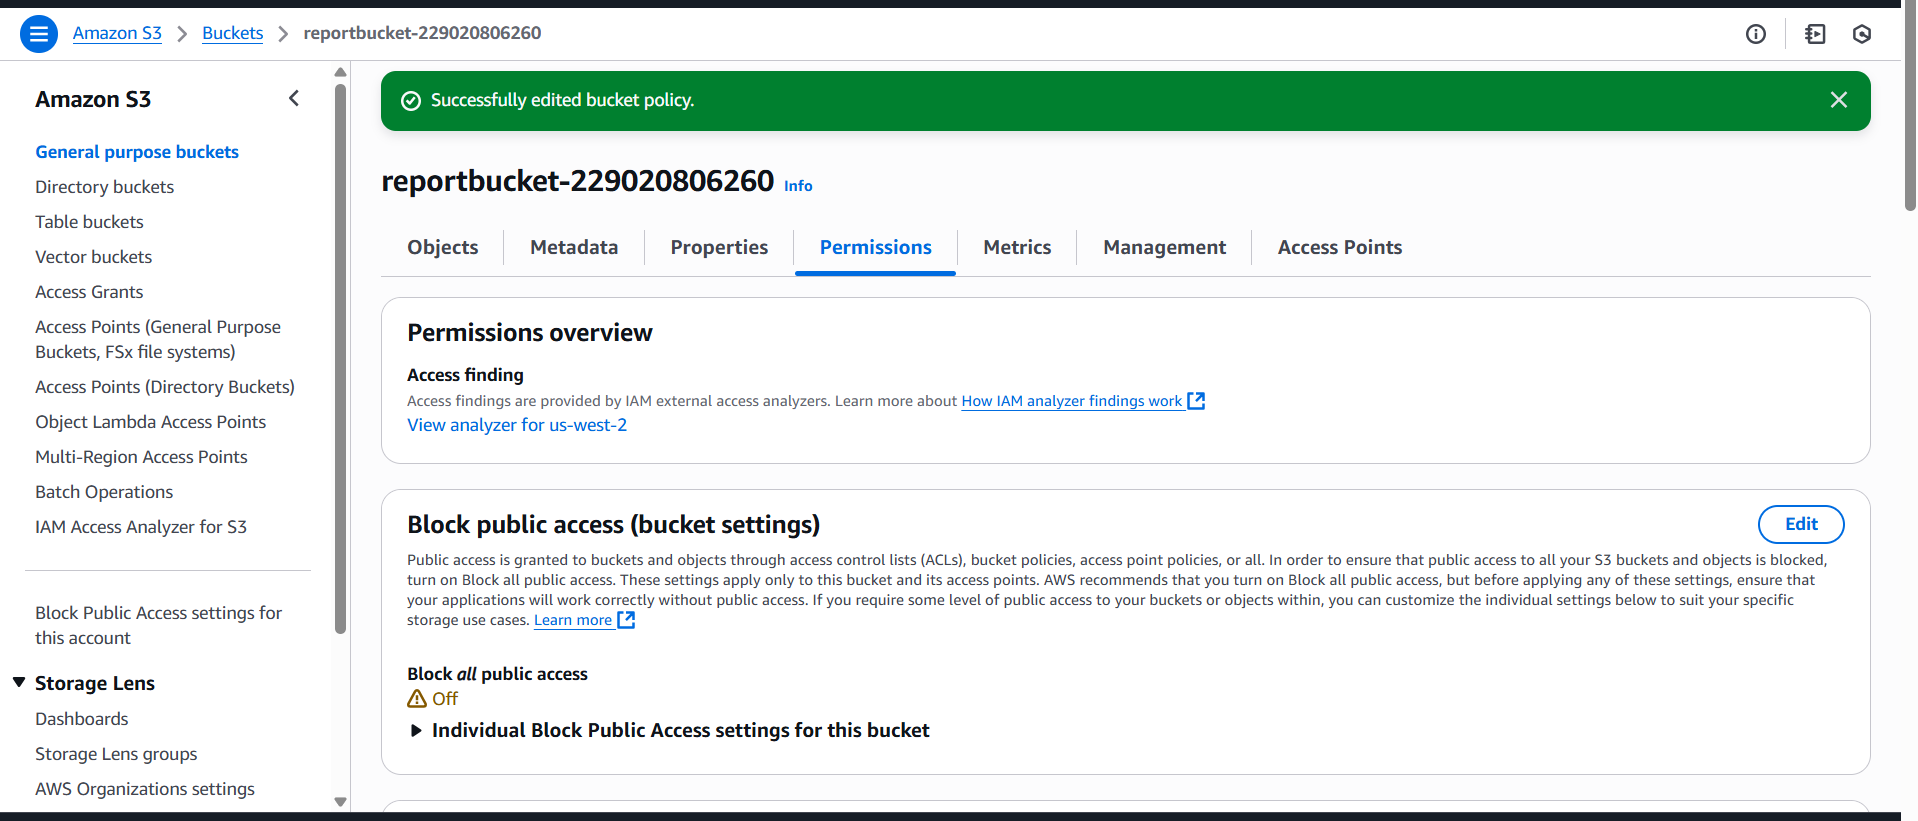 Amazon S3 > Buckets > reportbucket-229020806260
Amazon S3
General purpose buckets
Directory buckets
Table buckets
Vector buckets
Access Grants
Access Points (General Purpose
Buckets, FSx file systems)
Access Points (Directory Buckets)
Object Lambda Access Points
Multi-Region Access Points
Batch Operations
IAM Access Analyzer for S3
Block Public Access settings for
this account
Storage Lens
Dashboards
Storage Lens groups
AWS Organizations settings
Successfully edited bucket policy.
reportbucket-229020806260 Info
Objects Metadata Properties Permissions Metrics Management Access Points
Permissions overview
Access finding
Access findings are provided by IAM external access analyzers. Learn more about How IAM analyzer findings work
View analyzer for us-west-2
Block public access (bucket settings)
Edit
Public access is granted to buckets and objects through access control lists (ACLs), bucket policies, access point policies, or all. In order to ensure that public access to all your S3 buckets and objects is blocked,
turn on Block all public access. These settings apply only to this bucket and its access points. AWS recommends that you turn on Block all public access, but before applying any of these settings, ensure that
your applications will work correctly without public access. If you require some level of public access to your buckets or objects within, you can customize the individual settings below to suit your specific
storage use cases. Learn more
Block all public access
Off
Individual Block Public Access settings for this bucket